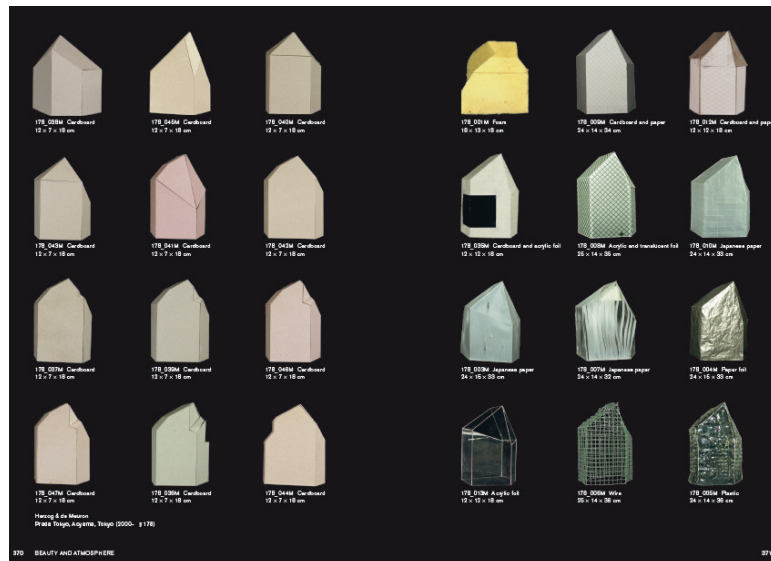 178_038M Cardboard
12 × 7 × 18 cm
178_045M Cardboard
12 × 7 × 18 cm
178_040M Cardboard
12 × 7 × 18 cm
178_001M Foam
18 × 13 × 18 cm
178_009M Cardboard and paper
24 × 14 × 34 cm
178_012M Cardboard and pape
12 × 12 × 18 cm
178_043M Cardboard
12 × 7 × 18 cm
178_041M Cardboard
12 × 7 × 18 cm
178_042M Cardboard
12 × 7 × 18 cm
178_035M Cardboard and acrylic foil
12 × 12 × 18 cm
178_008M Acrylic and translucent foil
25 × 14 × 35 cm
178_010M Japanese paper
24 × 14 × 33 cm
178_037M Cardboard
12 × 7 × 18 cm
178_039M Cardboard
12 × 7 × 18 cm
178_046M Cardboard
12 × 7 × 18 cm
178_003M Japanese paper
24 × 15 × 33 cm
178_007M Japanese paper
24 × 14 × 32 cm
178_004M Paper foil
24 × 15 × 33 cm
178_047M Cardboard
12 × 7 × 18 cm
178_036M Cardboard
12 × 7 × 18 cm
178_044M Cardboard
12 × 7 × 18 cm
178_013M Acrylic foil
12 × 12 × 18 cm
178_006M Wire
25 × 14 × 36 cm
178_005M Plastic
24 × 14 × 36 cm
Herzog & de Meuron
Prada Tokyo, Aoyama, Tokyo (2000–
370 BEAUTY AND ATMOSPHERE
371